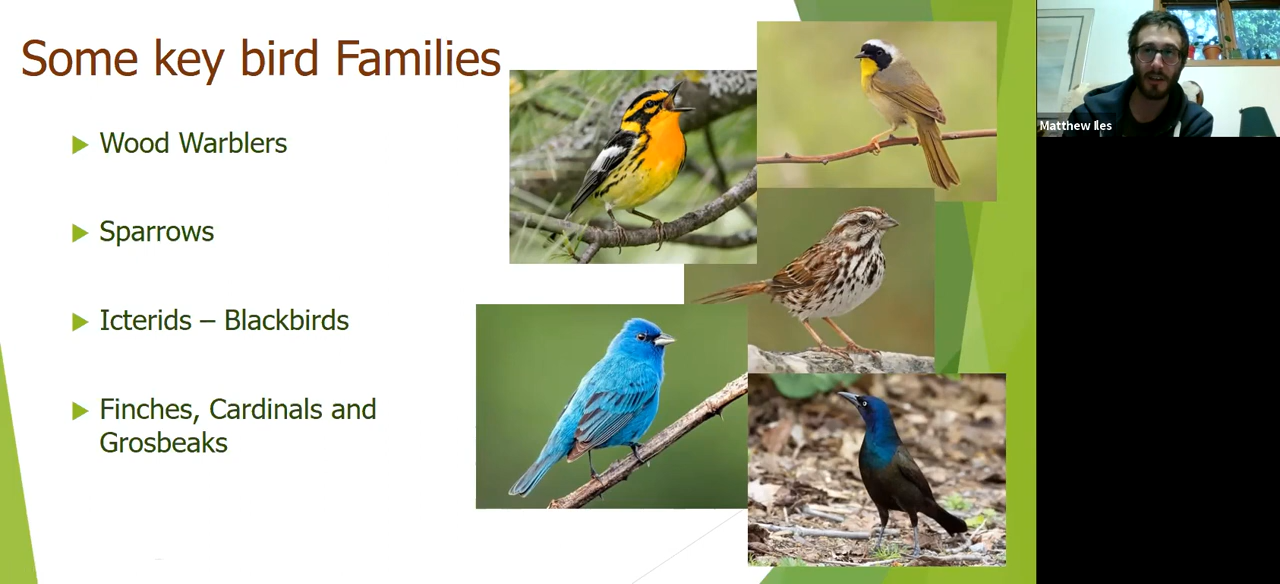 Some key bird Families
Wood Warblers
Sparrows
Icterids – Blackbirds
Finches, Cardinals and
Grosbeaks
Matthew Iles